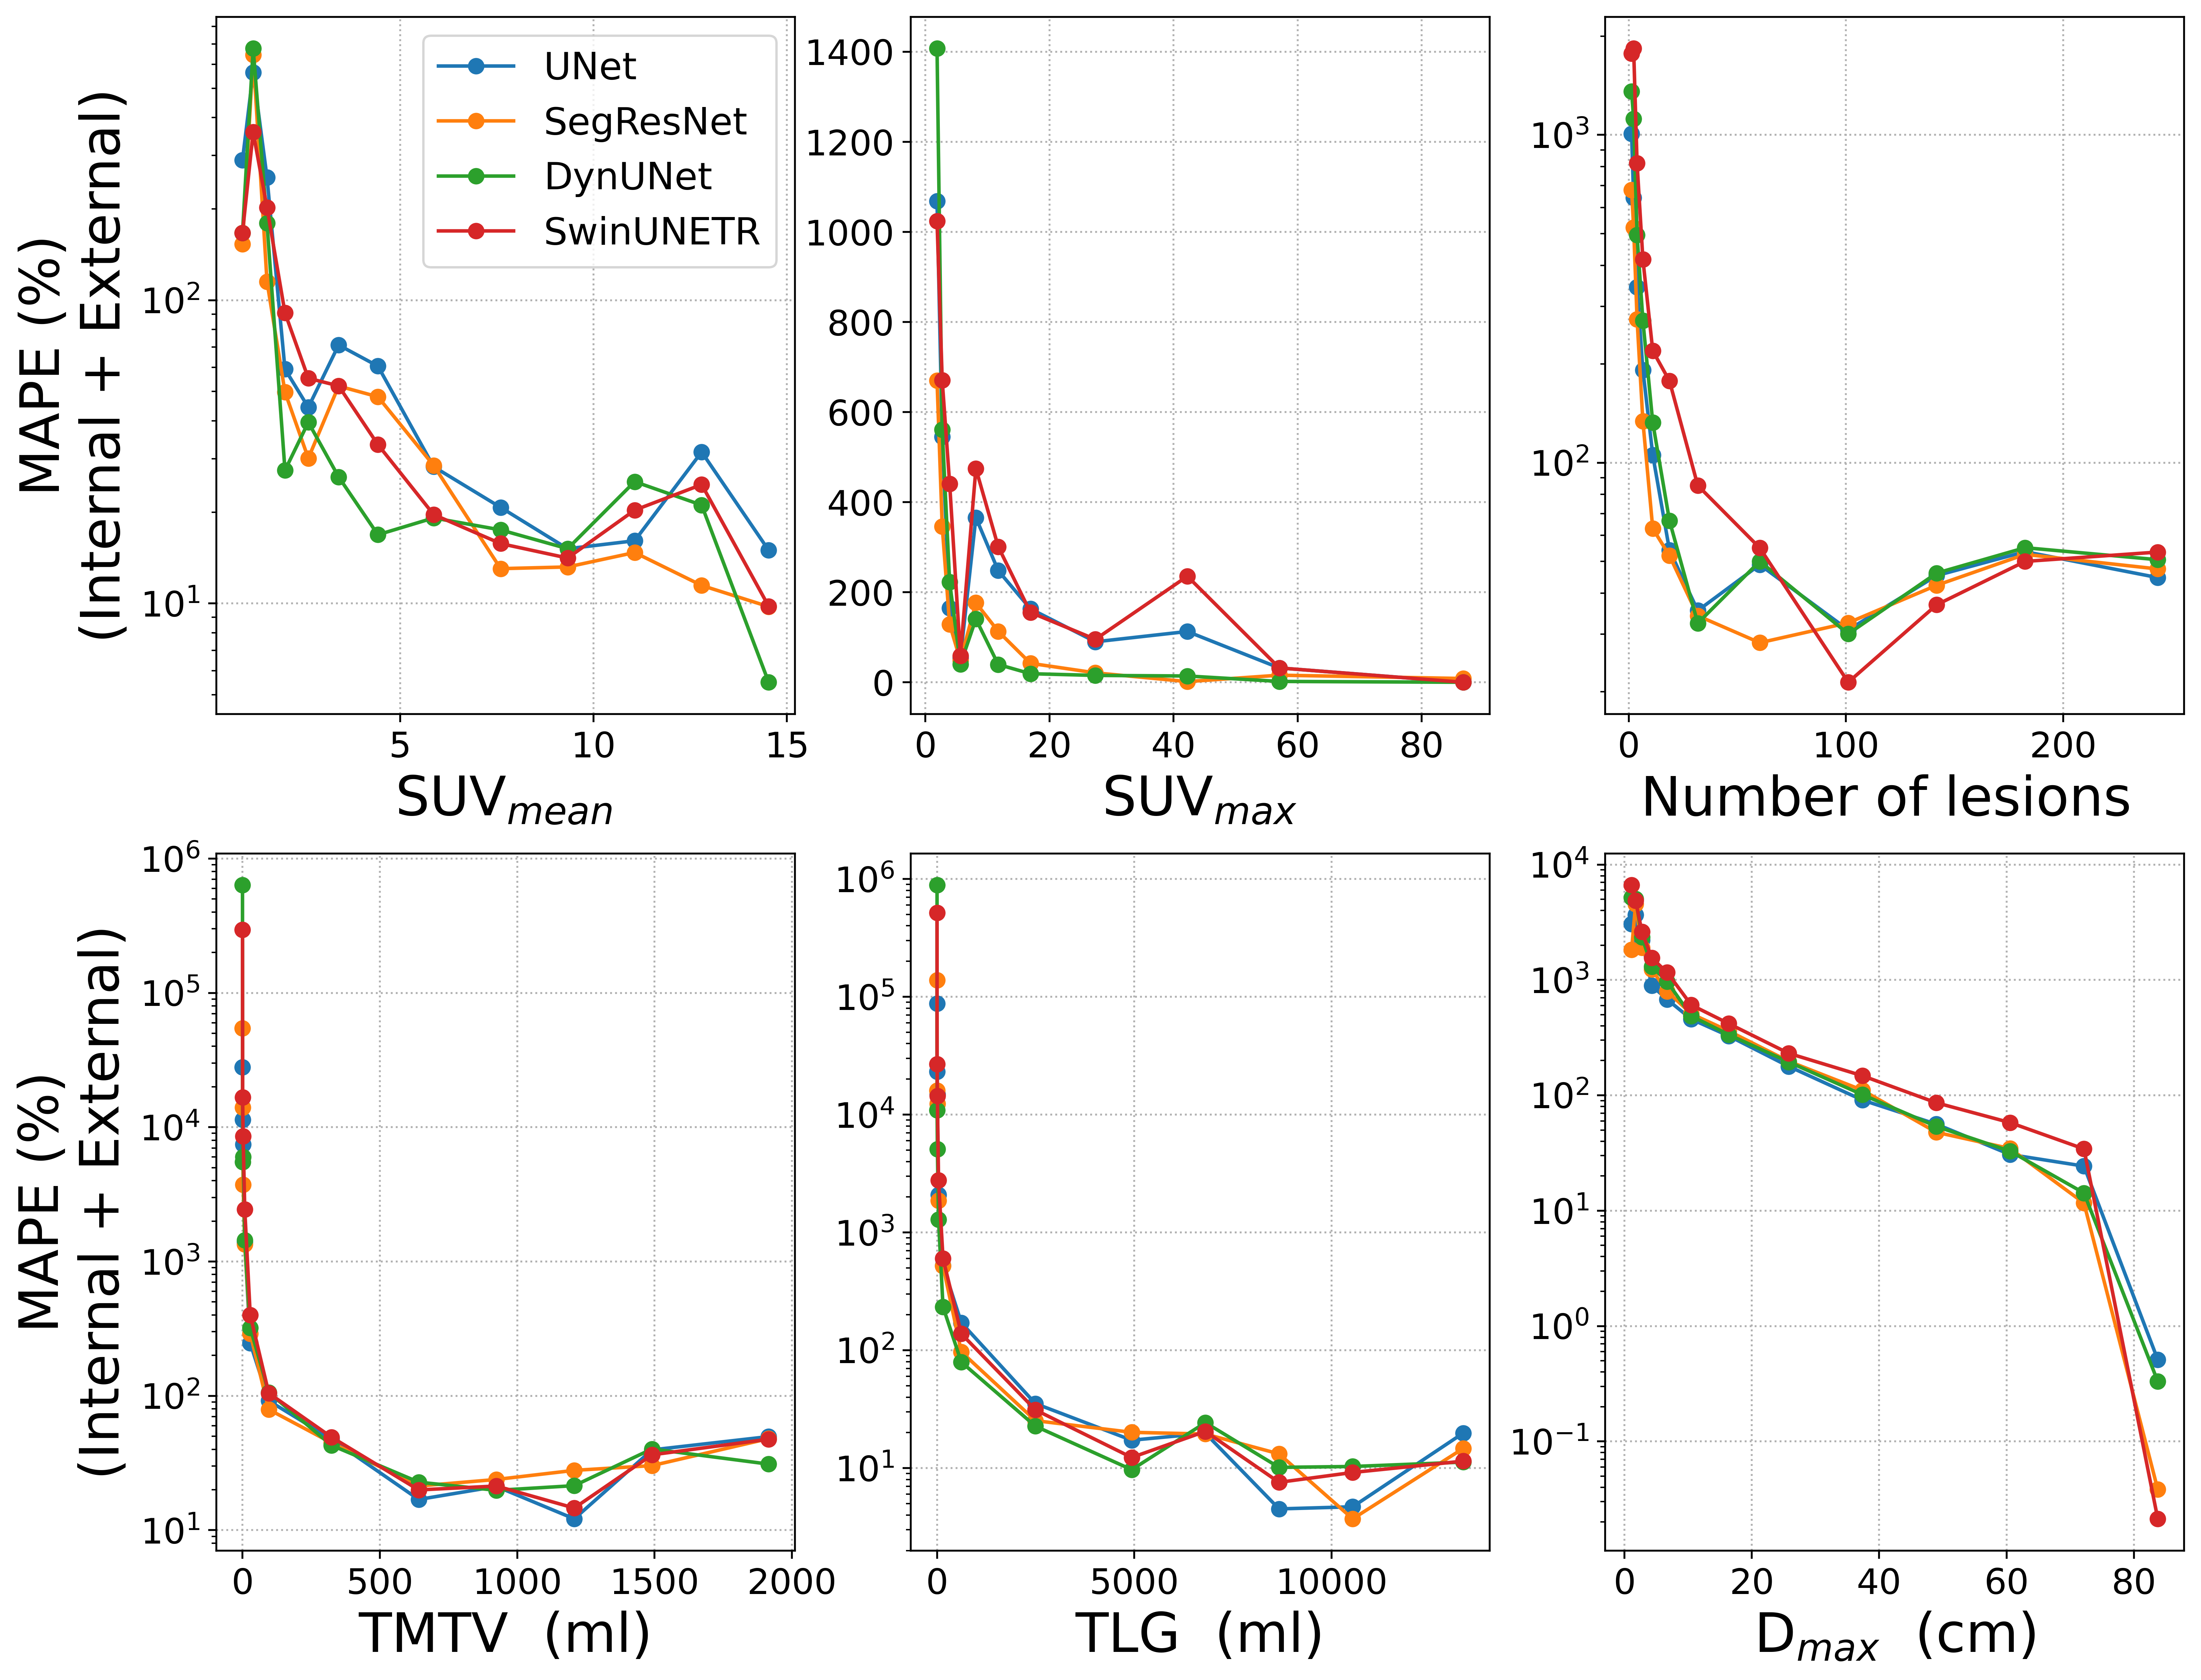 MAPE (%)
(Internal + External)
10²
10¹
5 10 15
SUVmean
UNet
SegResNet
DynUNet
SwinUNETR
1400
1200
1000
800
600
400
200
0
0 20 40 60 80
SUVmax
10³
10²
0 100 200
Number of lesions
MAPE (%)
(Internal + External)
10⁶
10⁵
10⁴
10³
10²
10¹
0 500 1000 1500 2000
TMTV (ml)
10⁶
10⁵
10⁴
10³
10²
10¹
0 5000 10000
TLG (ml)
10⁴
10³
10²
10¹
10⁰
10⁻¹
0 20 40 60 80
Dmax (cm)